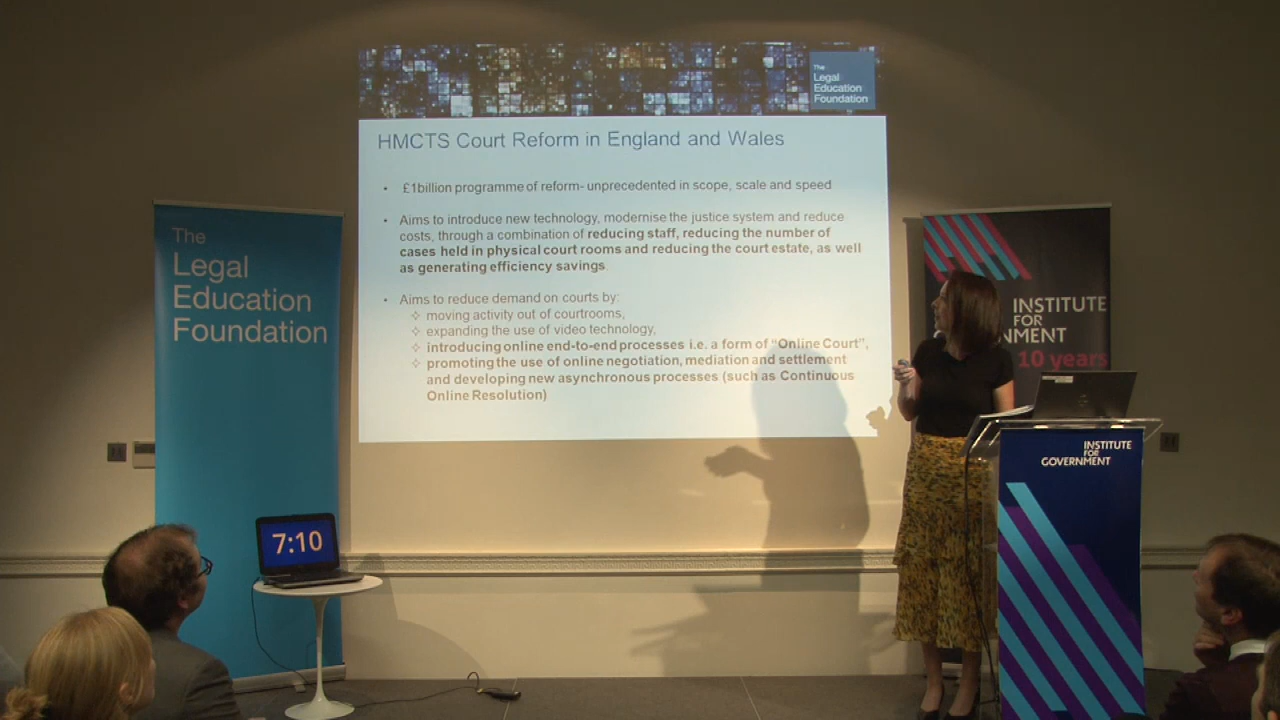 The
Legal
Education
Foundation
HMCTS Court Reform in England and Wales
• £1billion programme of reform- unprecedented in scope, scale and speed
• Aims to introduce new technology, modernise the justice system and reduce
costs, through a combination of reducing staff, reducing the number of
cases held in physical court rooms and reducing the court estate, as well
as generating efficiency savings.
• Aims to reduce demand on courts by:
✧ moving activity out of courtrooms,
✧ expanding the use of video technology,
✧ introducing online end-to-end processes i.e. a form of “Online Court”,
✧ promoting the use of online negotiation, mediation and settlement
and developing new asynchronous processes (such as Continuous
Online Resolution)
The
Legal
Education
Foundation
INSTITUTE
FOR
NMENT
10 years
INSTITUTE
FOR
GOVERNMENT
7:10